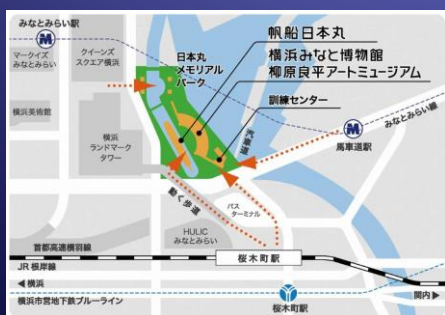 みなとみらい駅
マークイズ
みなとみらい
クイーンズ
スクエア横浜
日本丸
メモリアル
パーク
帆船日本丸
横浜みなと博物館
柳原良平アートミュージアム
訓練センター
横浜美術館
横浜
ランドマーク
タワー
汽車道
馬車道駅
みなとみらい線
動く歩道
バス
ターミナル
HULIC
みなとみらい
首都高速横羽線
桜木町駅
JR 根岸線
◀横浜
横浜市営地下鉄ブルーライン
桜木町駅
関内▶